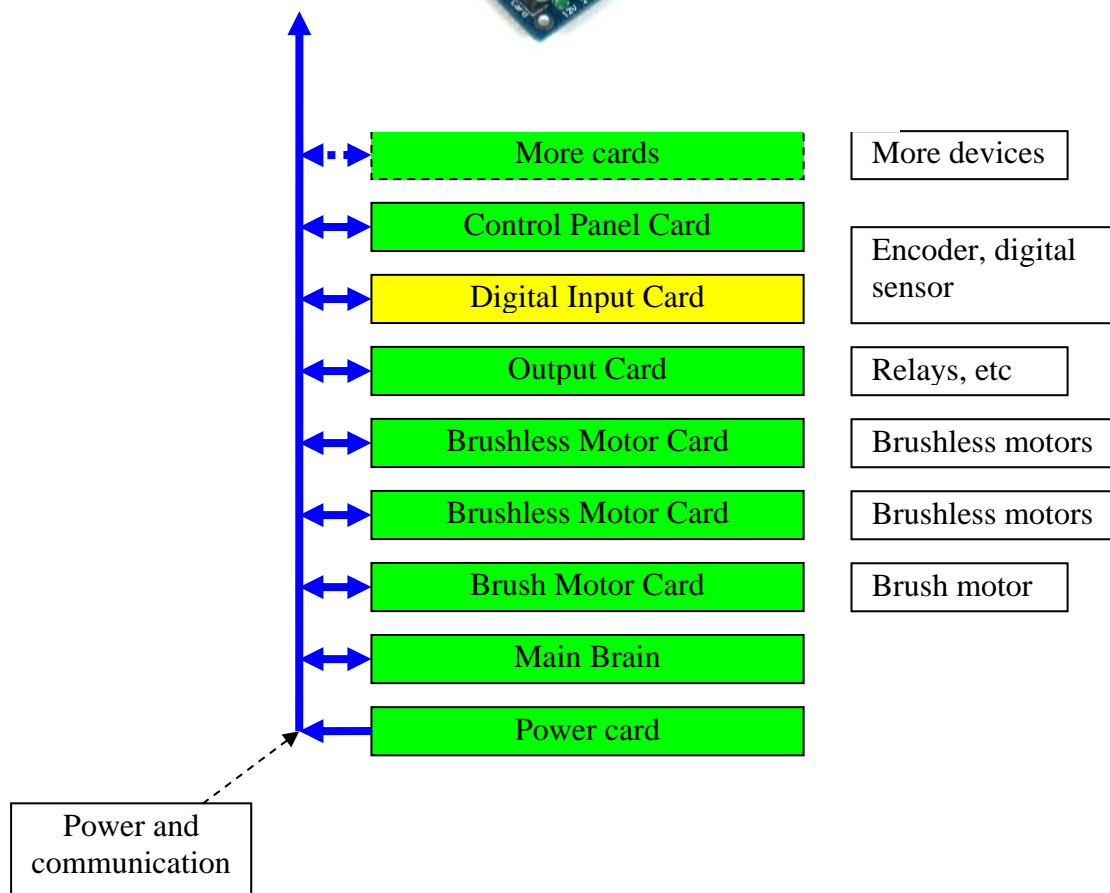 12V
More cards
More devices
Control Panel Card
Encoder, digital
sensor
Digital Input Card
Output Card
Relays, etc
Brushless Motor Card
Brushless motors
Brushless Motor Card
Brushless motors
Brush Motor Card
Brush motor
Main Brain
Power card
Power and
communication